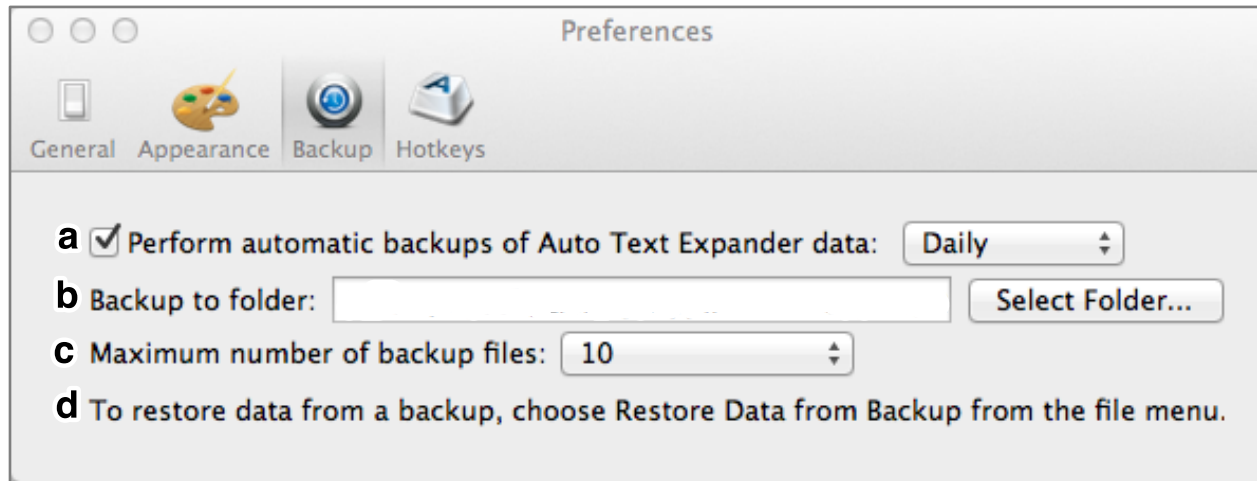 Preferences
General Appearance Backup Hotkeys
a Perform automatic backups of Auto Text Expander data: Daily
b Backup to folder: Select Folder...
c Maximum number of backup files: 10
d To restore data from a backup, choose Restore Data from Backup from the file menu.